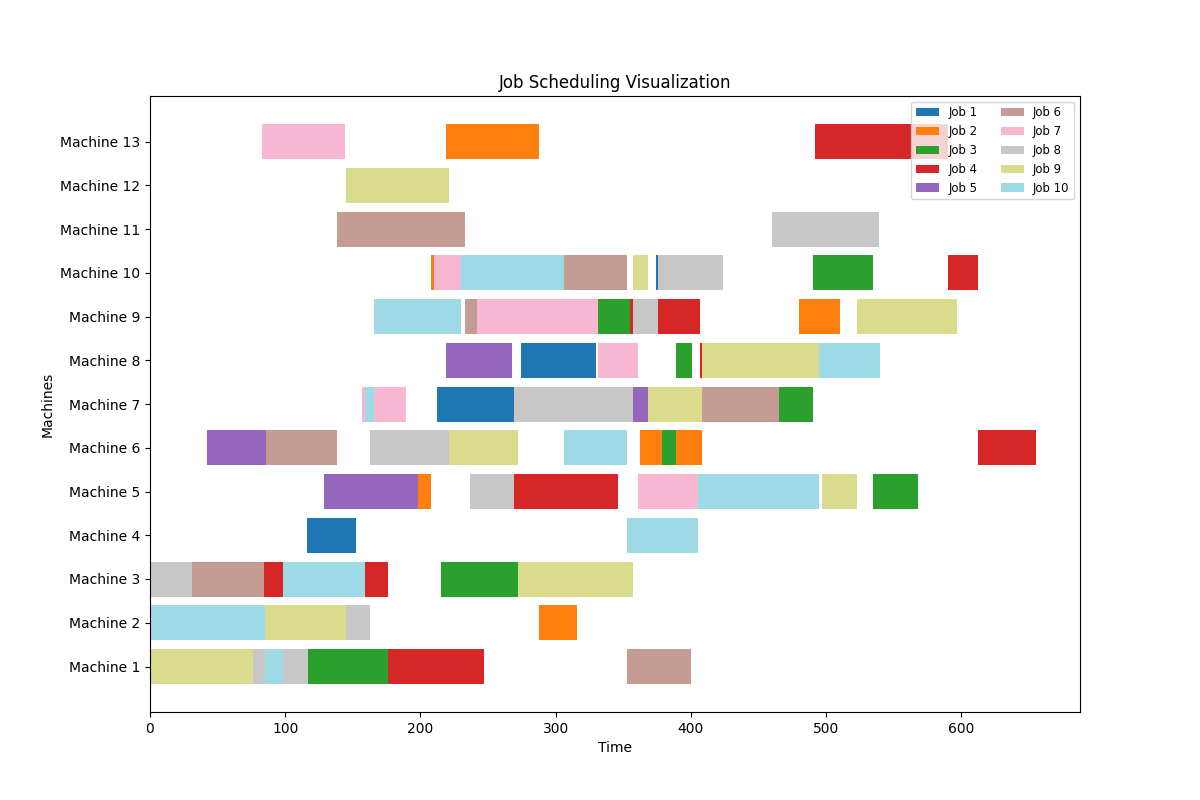 Job Scheduling Visualization
Machines
Machine 13
Machine 12
Machine 11
Machine 10
Machine 9
Machine 8
Machine 7
Machine 6
Machine 5
Machine 4
Machine 3
Machine 2
Machine 1
Job 1
Job 2
Job 3
Job 4
Job 5
Job 6
Job 7
Job 8
Job 9
Job 10
0 100 200 300 400 500 600
Time